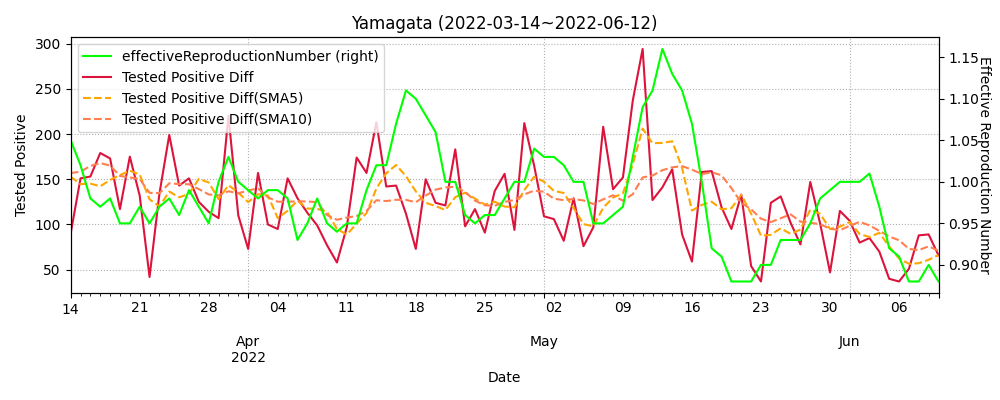 Yamagata (2022-03-14~2022-06-12)
effectiveReproductionNumber (right)
Tested Positive Diff
Tested Positive Diff(SMA5)
Tested Positive Diff(SMA10)
Tested Positive
300
250
200
150
100
50
1.15
1.10
1.05
1.00
0.95
0.90
Effective Reproduction Number
14 21 28 04 11 18 25 02 09 16 23 30 06
Apr May Jun
2022
Date